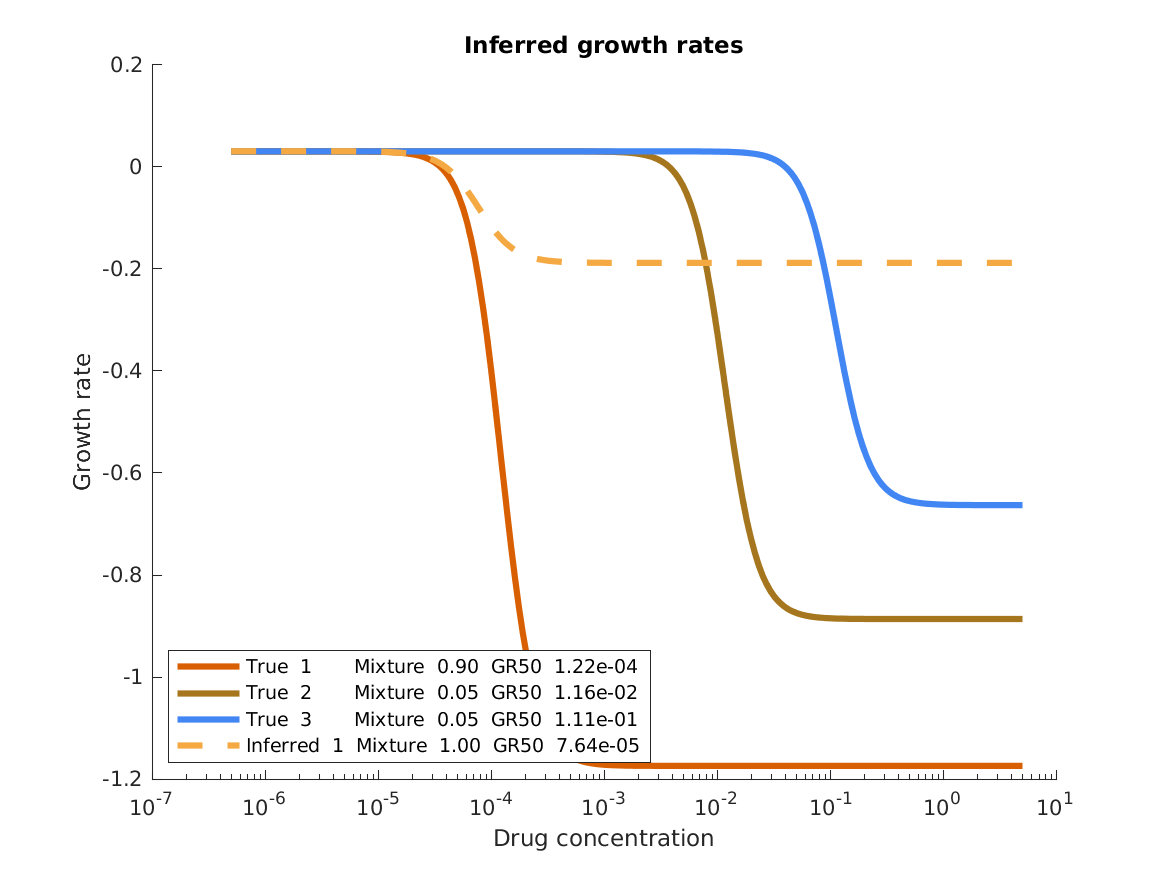 Inferred growth rates
Growth rate
0.2
0
-0.2
-0.4
-0.6
-0.8
-1
-1.2
True 1 Mixture 0.90 GR50 1.22e-04
True 2 Mixture 0.05 GR50 1.16e-02
True 3 Mixture 0.05 GR50 1.11e-01
Inferred 1 Mixture 1.00 GR50 7.64e-05
10^-7 10^-6 10^-5 10^-4 10^-3 10^-2 10^-1 10^0 10^1
Drug concentration